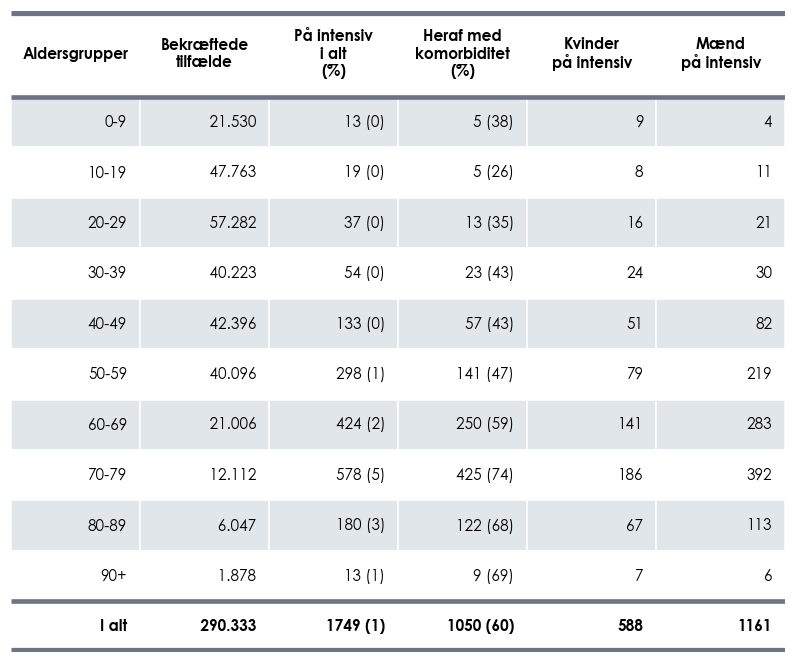 Aldersgrupper Bekræftede tilfælde På intensiv i alt (%) Heraf med komorbiditet (%) Kvinder på intensiv Mænd på intensiv
0-9 21.530 13 (0) 5 (38) 9 4
10-19 47.763 19 (0) 5 (26) 8 11
20-29 57.282 37 (0) 13 (35) 16 21
30-39 40.223 54 (0) 23 (43) 24 30
40-49 42.396 133 (0) 57 (43) 51 82
50-59 40.096 298 (1) 141 (47) 79 219
60-69 21.006 424 (2) 250 (59) 141 283
70-79 12.112 578 (5) 425 (74) 186 392
80-89 6.047 180 (3) 122 (68) 67 113
90+ 1.878 13 (1) 9 (69) 7 6
I alt 290.333 1749 (1) 1050 (60) 588 1161